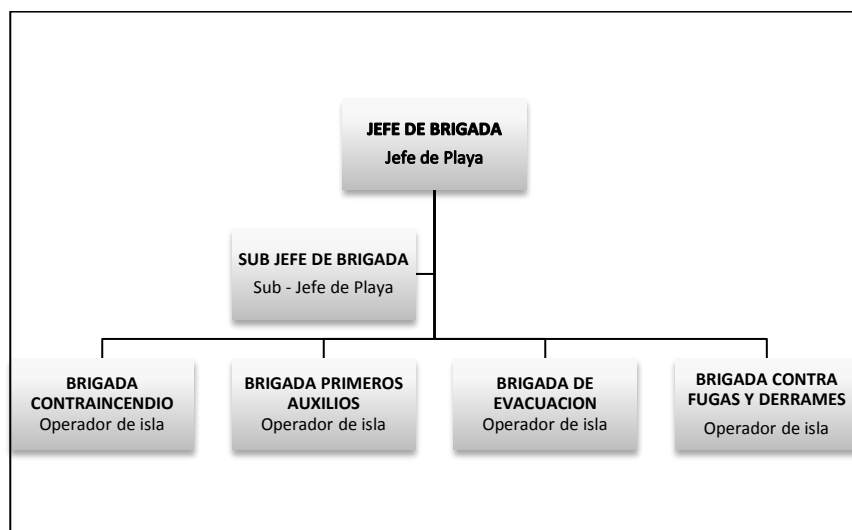 JEFE DE BRIGADA
Jefe de Playa
SUB JEFE DE BRIGADA
Sub - Jefe de Playa
BRIGADA
CONTRAINCENDIO
Operador de isla
BRIGADA PRIMEROS
AUXILIOS
Operador de isla
BRIGADA DE
EVACUACION
Operador de isla
BRIGADA CONTRA
FUGAS Y DERRAMES
Operador de isla